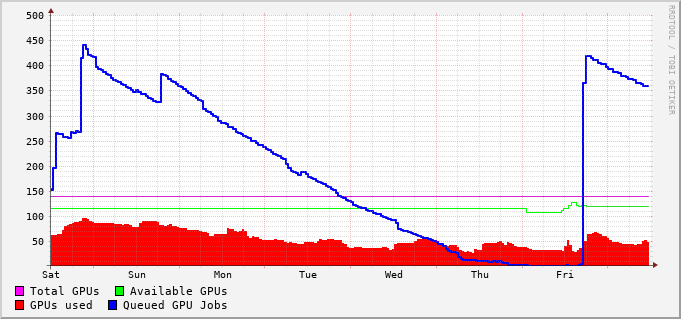 500
450
400
350
300
250
200
150
100
50
Sat Sun Mon Tue Wed Thu Fri
Total GPUs Available GPUs
GPUs used Queued GPU Jobs
RRDTOOL / TOBI OETIKER